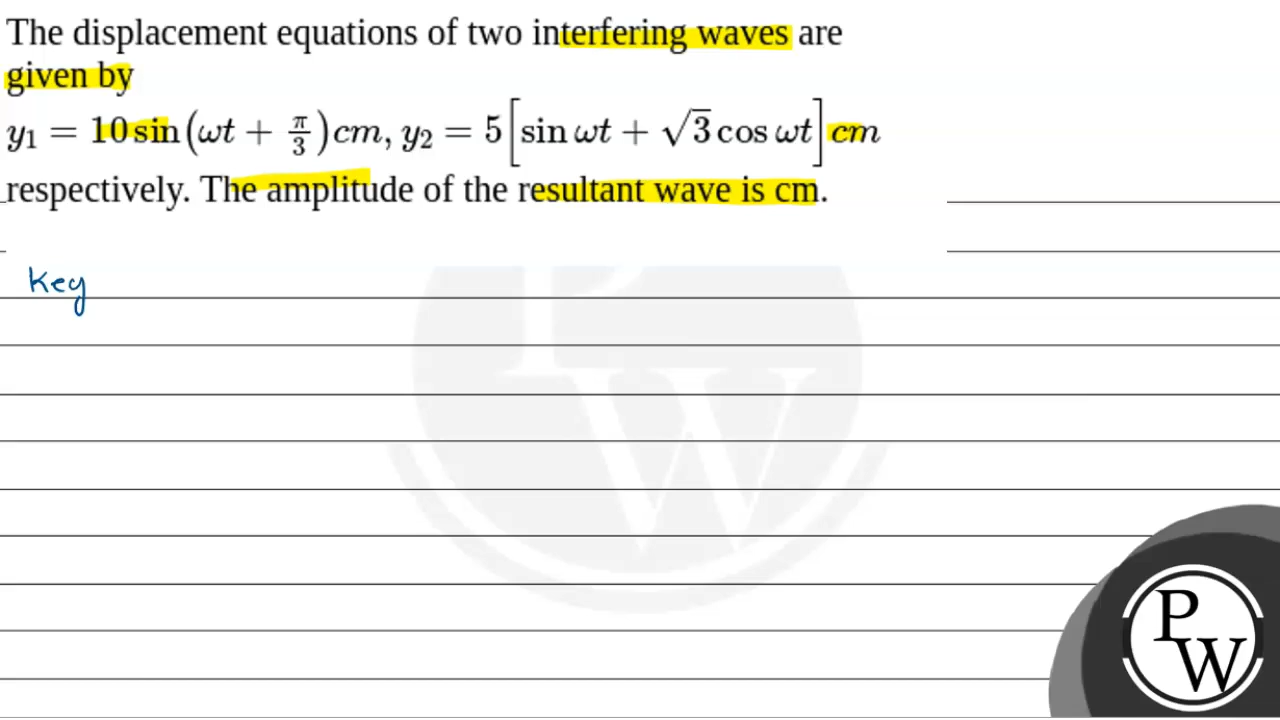 The displacement equations of two interfering waves are
given by
y₁ = 10 sin(ωt + π/3)cm, y₂ = 5[sin ωt + √3 cos ωt] cm
respectively. The amplitude of the resultant wave is cm.
Key
PW
PW